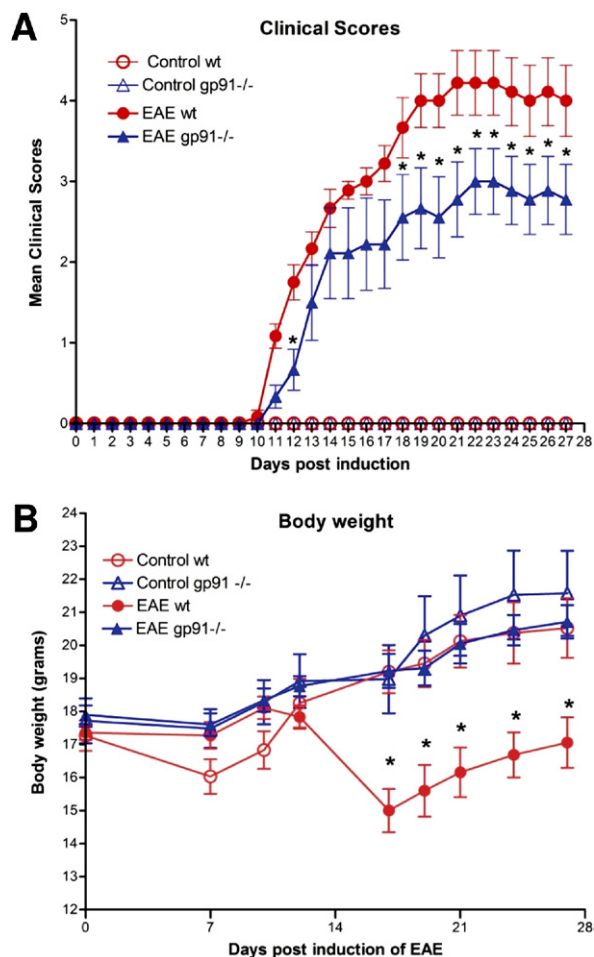 A
Clinical Scores
Control wt
Control gp91-/-
EAE wt
EAE gp91-/-
Mean Clinical Scores
5
4
3
2
1
0
* * * * * * * * * * *
0 1 2 3 4 5 6 7 8 9 10 11 12 13 14 15 16 17 18 19 20 21 22 23 24 25 26 27 28
Days post induction
B
Body weight
Control wt
Control gp91 -/-
EAE wt
EAE gp91-/-
Body weight (grams)
24
23
22
21
20
19
18
17
16
15
14
13
12
* * * * *
0 7 14 21 28
Days post induction of EAE